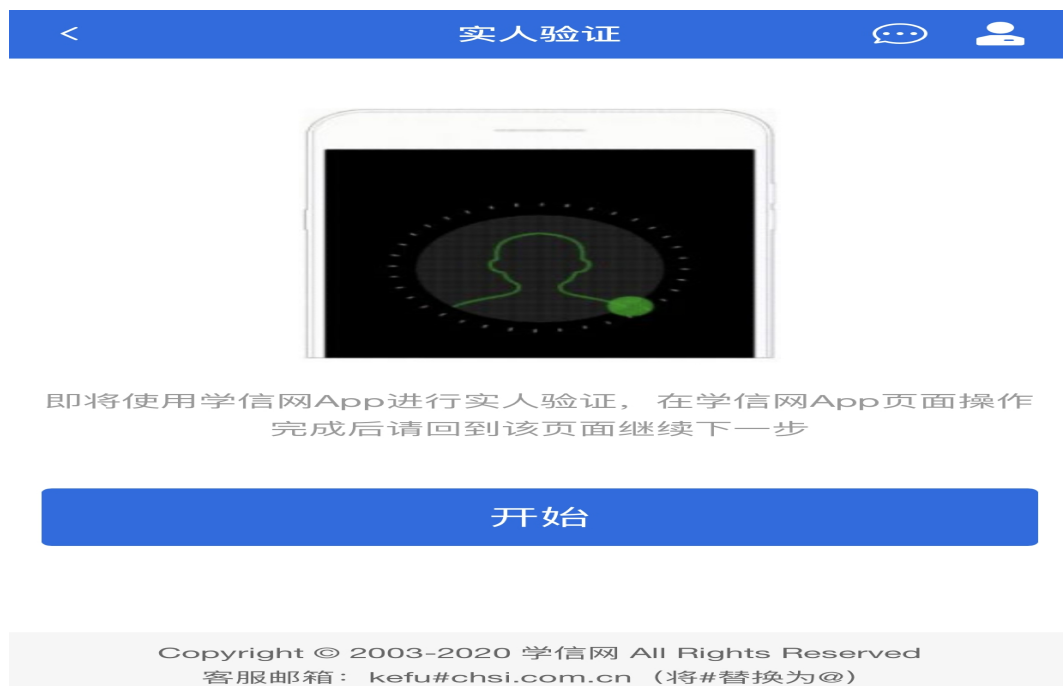 <
实人验证
即将使用学信网App进行实人验证，在学信网App页面操作
完成后请回到该页面继续下一步
开始
Copyright © 2003-2020 学信网 All Rights Reserved
客服邮箱：kefu#chsi.com.cn（将#替换为@）